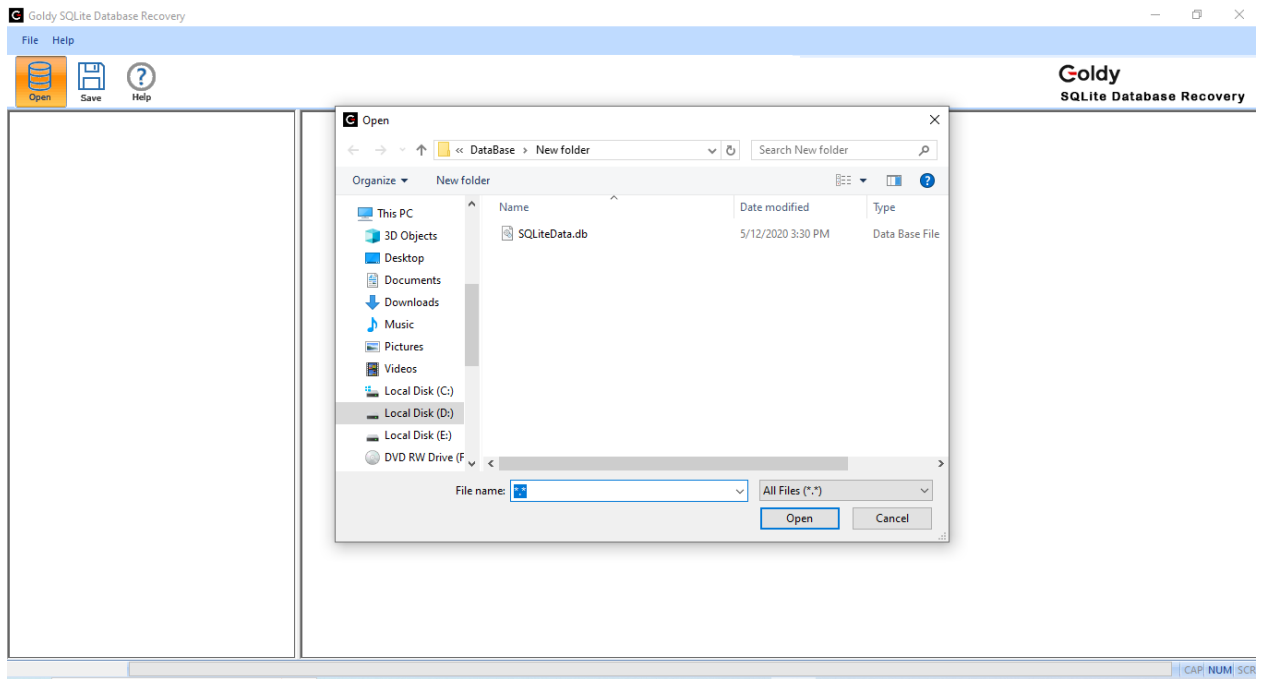 Goldy SQLite Database Recovery
File Help
Open Save Help
Goldy
SQLite Database Recovery
Open
« DataBase › New folder
Search New folder
Organize New folder
Name Date modified Type
SQLiteData.db 5/12/2020 3:30 PM Data Base File
This PC
3D Objects
Desktop
Documents
Downloads
Music
Pictures
Videos
Local Disk (C:)
Local Disk (D:)
Local Disk (E:)
DVD RW Drive (F
File name: *.* All Files (*.*)
Open Cancel
CAP NUM SCR